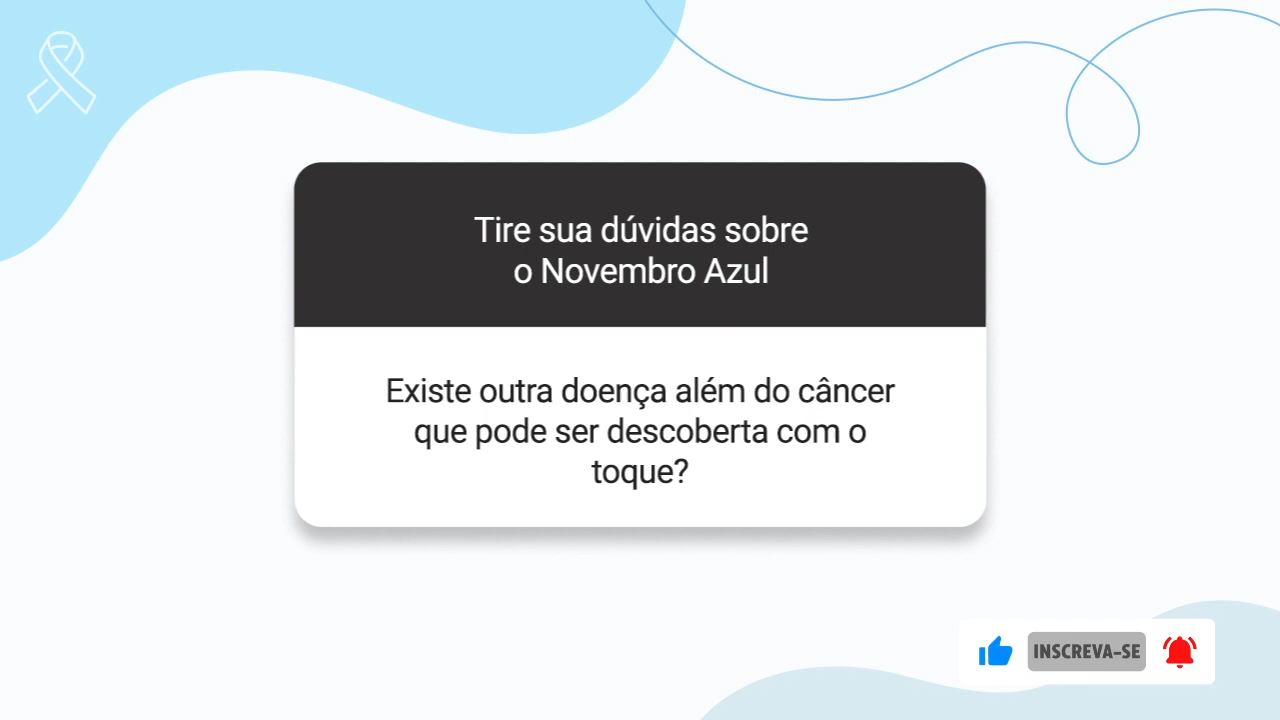 Tire sua dúvidas sobre
o Novembro Azul
Existe outra doença além do câncer
que pode ser descoberta com o
toque?
INSCREVA-SE